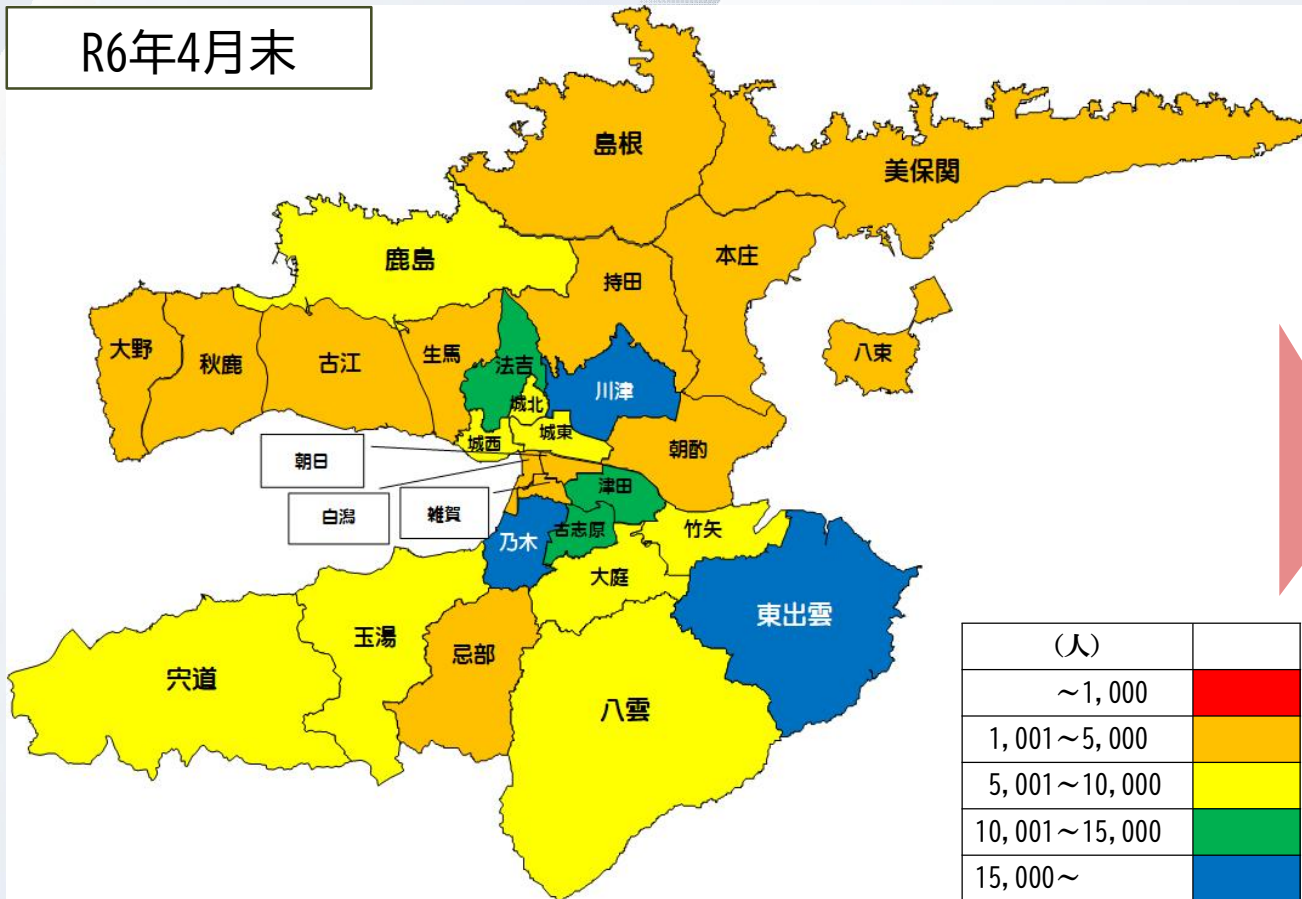 R6年4月末
島根
美保関
鹿島
本庄
持田
大野
秋鹿
古江
生馬
法吉
川津
八束
城北
城西
城東
朝酌
朝日
白潟
雑賀
津田
古志原
乃木
竹矢
大庭
東出雲
玉湯
忌部
宍道
八雲
(人)
～1,000
1,001～5,000
5,001～10,000
10,001～15,000
15,000～